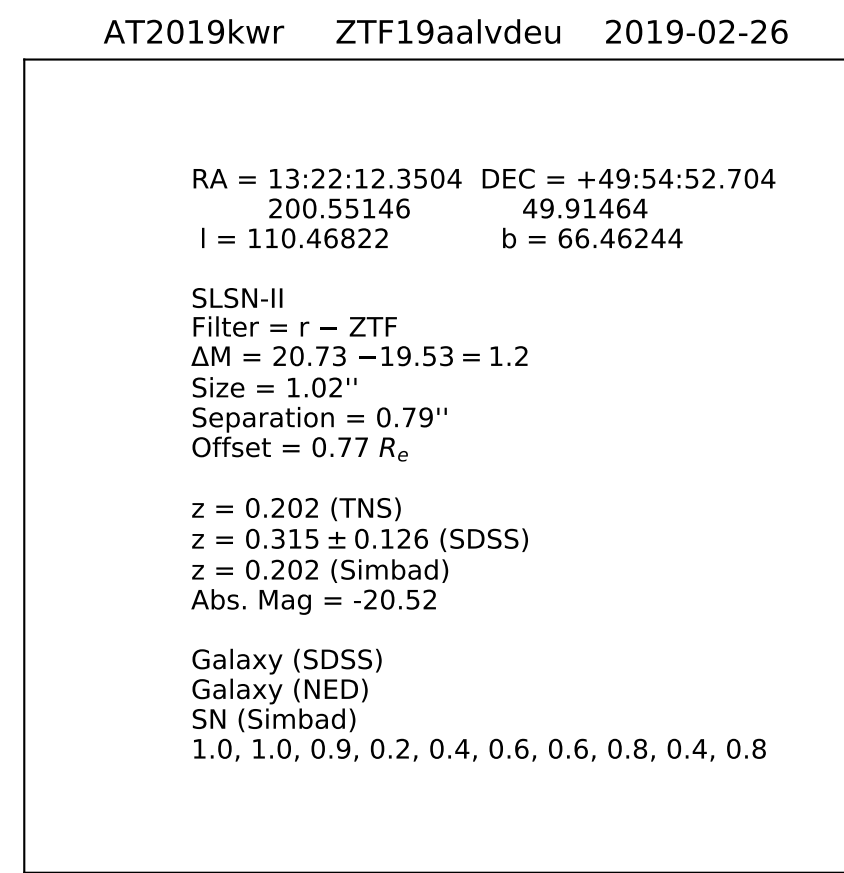 AT2019kwr ZTF19aalvdeu 2019-02-26
RA = 13:22:12.3504 DEC = +49:54:52.704
200.55146 49.91464
l = 110.46822 b = 66.46244
SLSN-II
Filter = r − ZTF
ΔM = 20.73 −19.53 = 1.2
Size = 1.02''
Separation = 0.79''
Offset = 0.77 Rₑ
z = 0.202 (TNS)
z = 0.315 ± 0.126 (SDSS)
z = 0.202 (Simbad)
Abs. Mag = -20.52
Galaxy (SDSS)
Galaxy (NED)
SN (Simbad)
1.0, 1.0, 0.9, 0.2, 0.4, 0.6, 0.6, 0.8, 0.4, 0.8